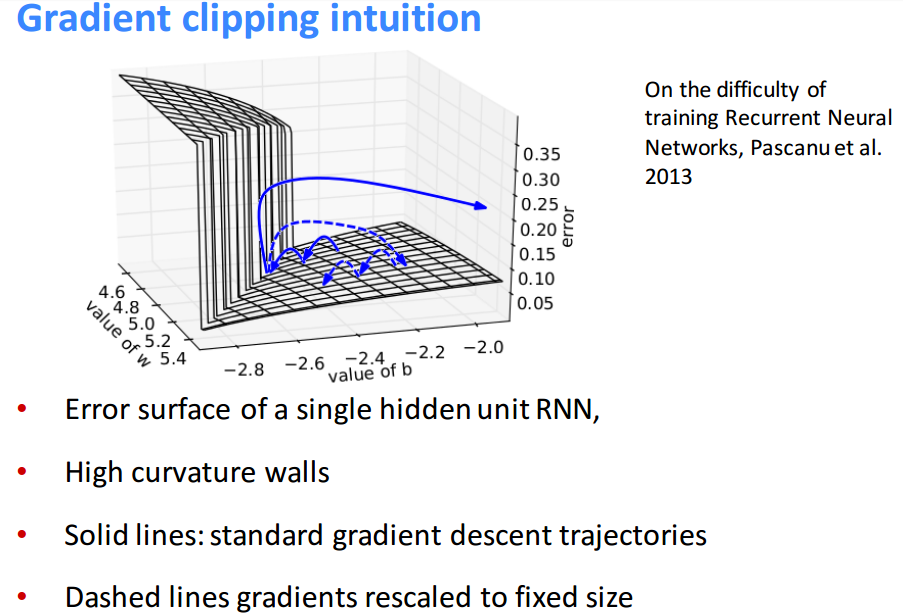 Gradient clipping intuition
On the difficulty of
training Recurrent Neural
Networks, Pascanu et al.
2013
0.35
0.30
0.25
0.20
0.15
0.10
0.05
error
4.6
4.8
5.0
5.2
5.4
value of w
−2.8
−2.6
−2.4
−2.2
−2.0
value of b
• Error surface of a single hidden unit RNN,
• High curvature walls
• Solid lines: standard gradient descent trajectories
• Dashed lines gradients rescaled to fixed size